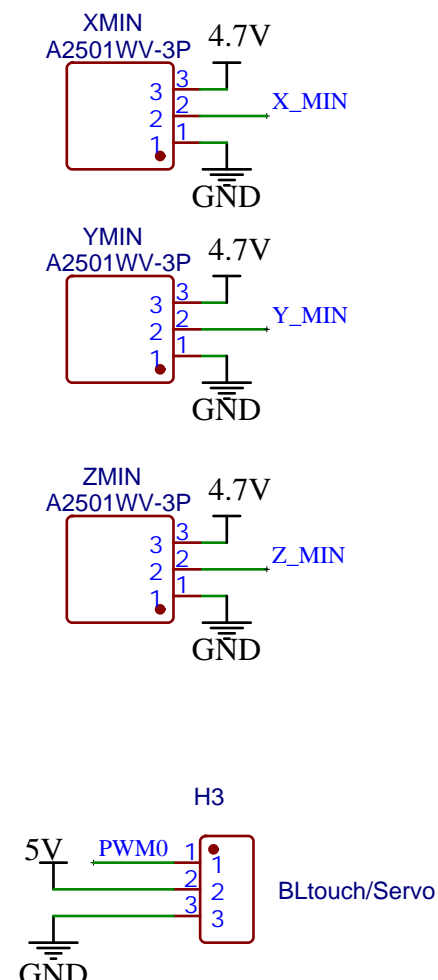 XMIN
A2501WV-3P
4.7V
3 3
2 2
1 1
X_MIN
GND
YMIN
A2501WV-3P
4.7V
3 3
2 2
1 1
Y_MIN
GND
ZMIN
A2501WV-3P
4.7V
3 3
2 2
1 1
Z_MIN
GND
H3
5V
PWM0
1 1
2 2
3 3
BLtouch/Servo
GND